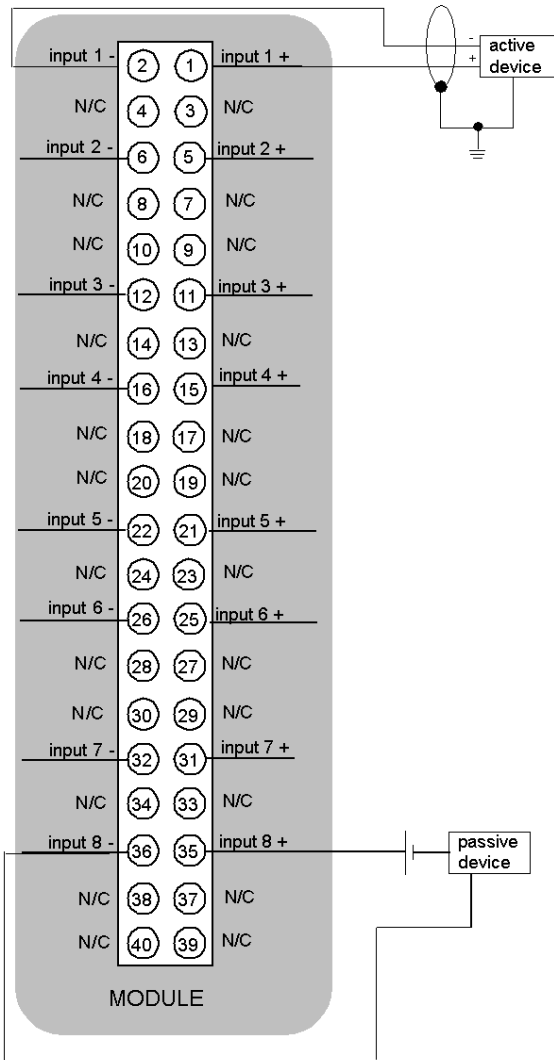 input 1 - 2 1 input 1 + - active
+ device
N/C 4 3 N/C
input 2 - 6 5 input 2 +
N/C 8 7 N/C
N/C 10 9 N/C
input 3 - 12 11 input 3 +
N/C 14 13 N/C
input 4 - 16 15 input 4 +
N/C 18 17 N/C
N/C 20 19 N/C
input 5 - 22 21 input 5 +
N/C 24 23 N/C
input 6 - 26 25 input 6 +
N/C 28 27 N/C
N/C 30 29 N/C
input 7 - 32 31 input 7 +
N/C 34 33 N/C
input 8 - 36 35 input 8 + passive
device
N/C 38 37 N/C
N/C 40 39 N/C
MODULE